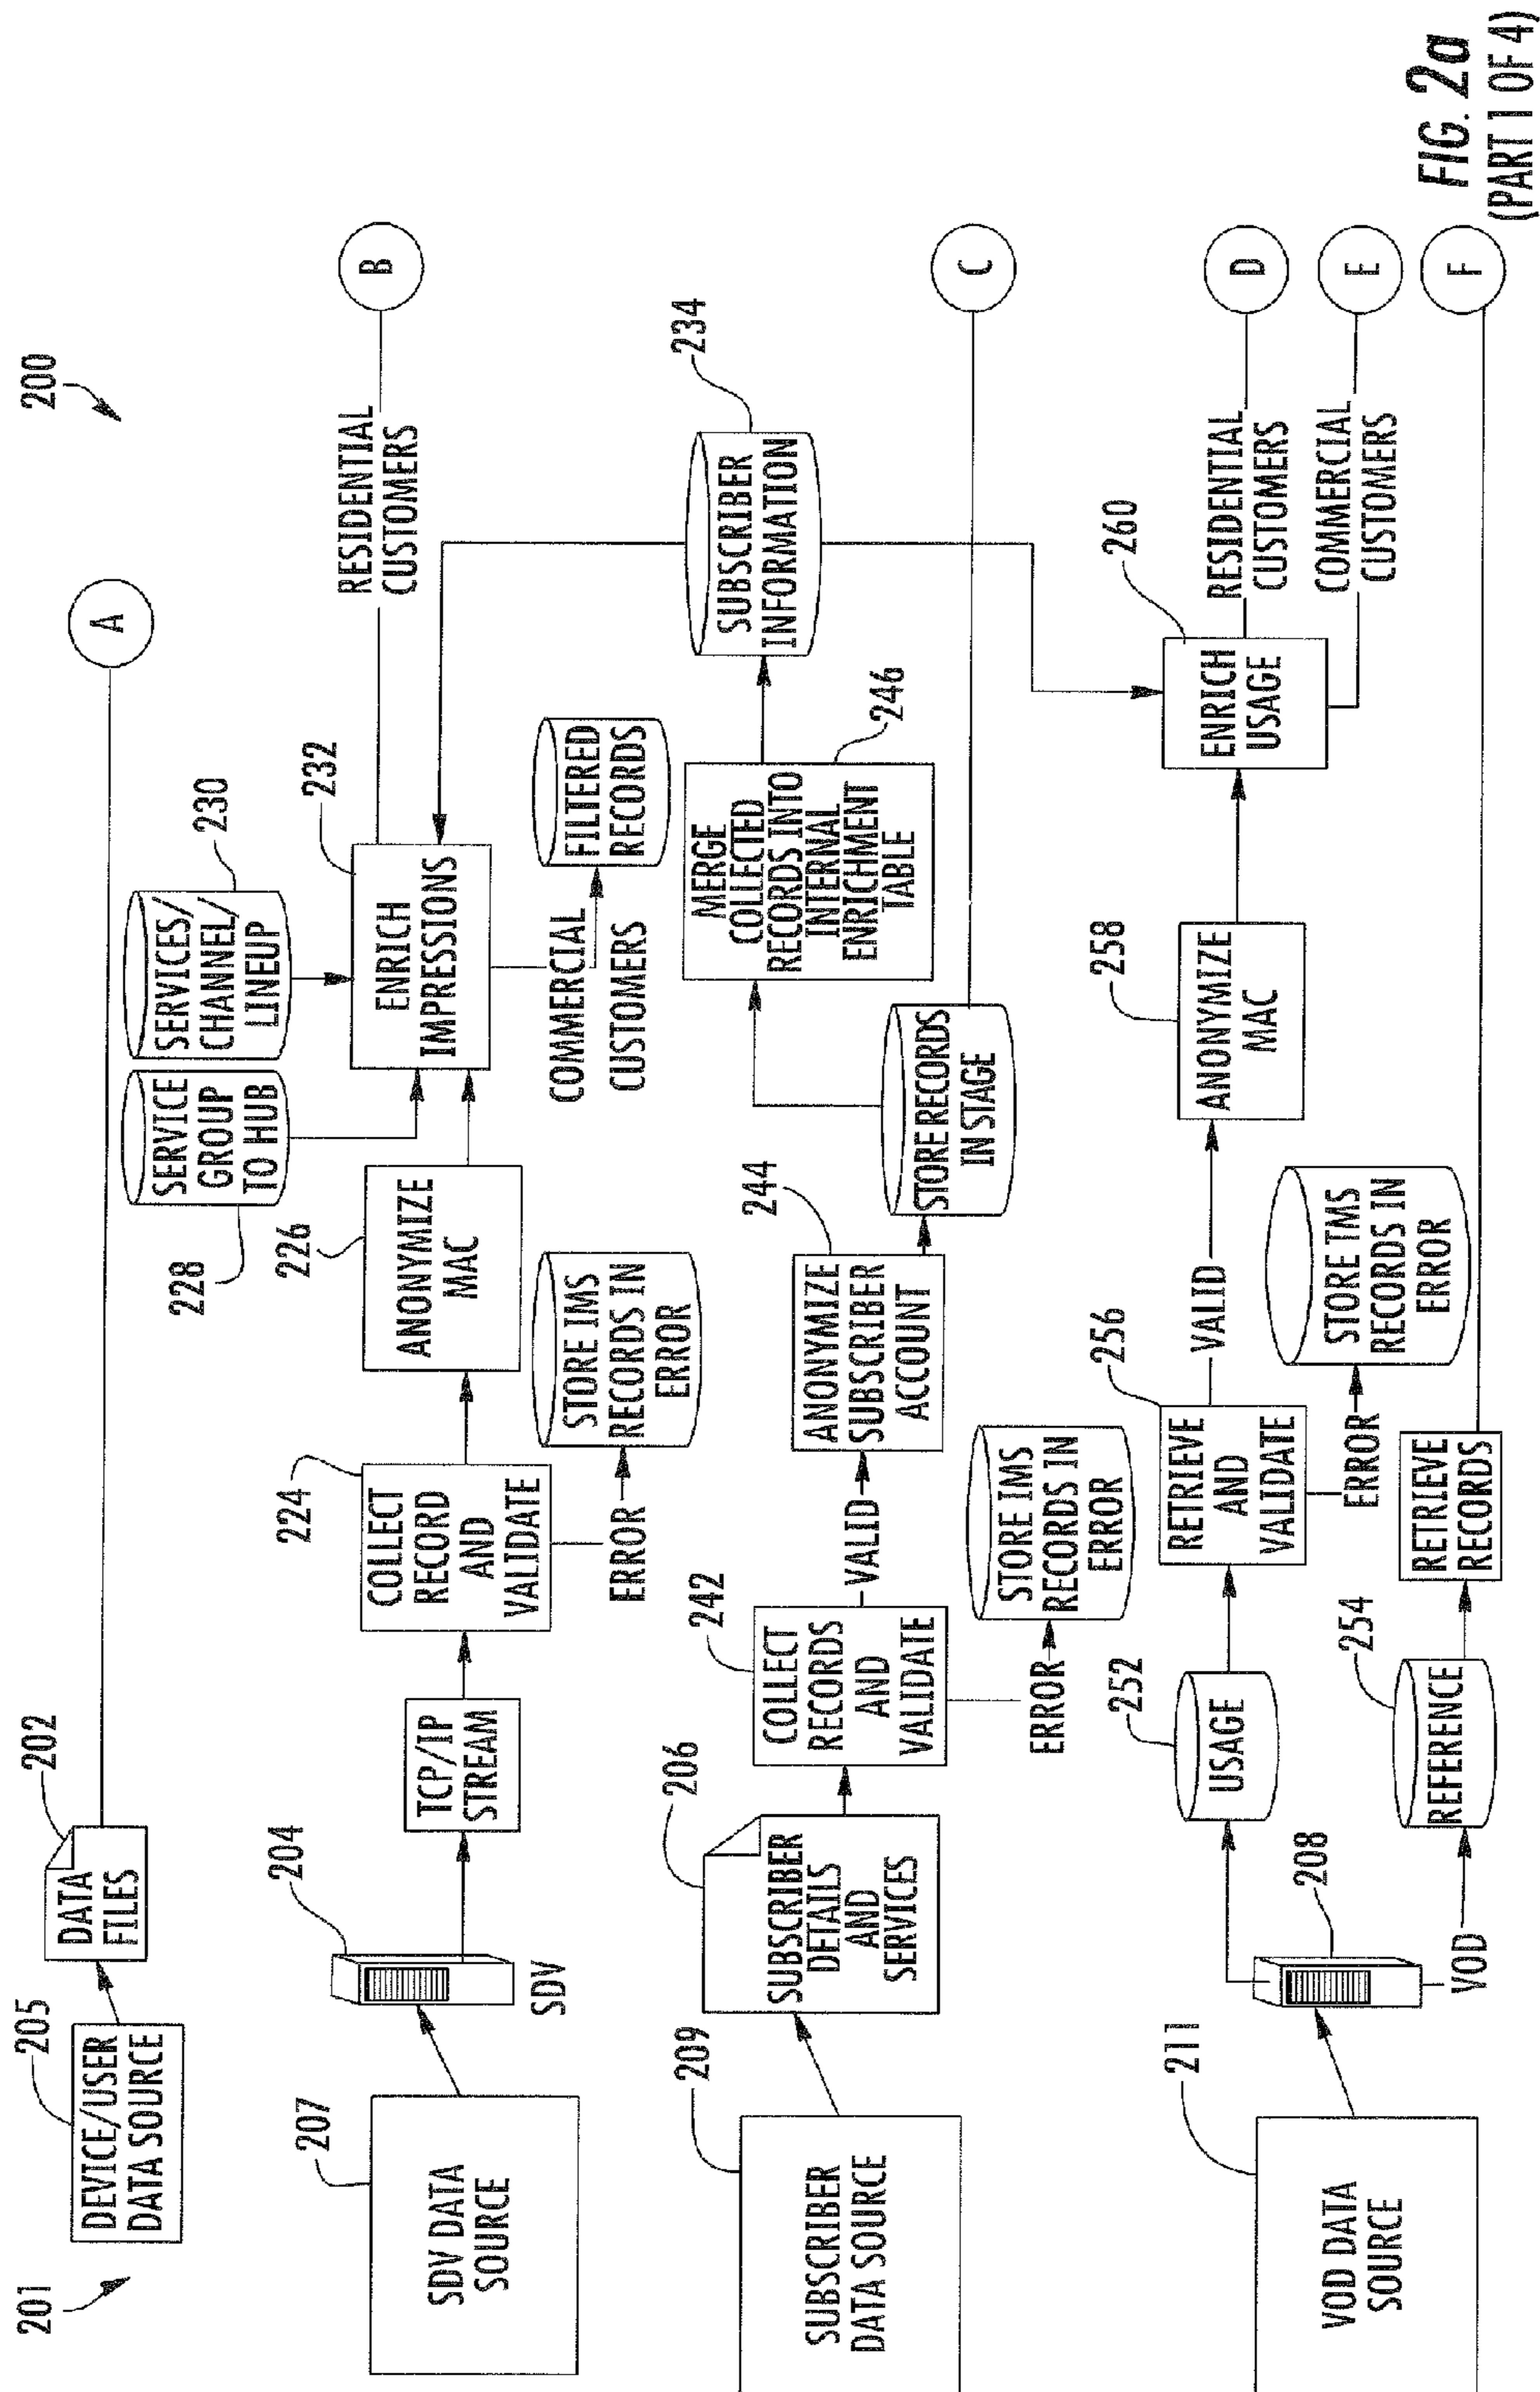 200
201
205
DEVICE/USER
DATA SOURCE
202
DATA
FILES
A
207
SDV DATA
SOURCE
204
SDV
TCP/IP
STREAM
224
COLLECT
RECORD
AND
VALIDATE
ERROR
STORE IMS
RECORDS IN
ERROR
226
ANONYMIZE
MAC
228
SERVICE
GROUP
TO HUB
230
SERVICES/
CHANNEL/
LINEUP
232
ENRICH
IMPRESSIONS
COMMERCIAL
CUSTOMERS
FILTERED
RECORDS
RESIDENTIAL
CUSTOMERS
B
209
SUBSCRIBER
DATA SOURCE
206
SUBSCRIBER
DETAILS
AND
SERVICES
242
COLLECT
RECORDS
AND
VALIDATE
ERROR
STORE IMS
RECORDS IN
ERROR
VALID
244
ANONYMIZE
SUBSCRIBER
ACCOUNT
STORE RECORDS
IN STAGE
246
MERGE
COLLECTED
RECORDS INTO
INTERNAL
ENRICHMENT
TABLE
234
SUBSCRIBER
INFORMATION
C
211
VOD DATA
SOURCE
208
VOD
252
USAGE
254
REFERENCE
256
RETRIEVE
AND
VALIDATE
ERROR
STORE TMS
RECORDS IN
ERROR
VALID
RETRIEVE
RECORDS
258
ANONYMIZE
MAC
260
ENRICH
USAGE
RESIDENTIAL
CUSTOMERS
COMMERCIAL
CUSTOMERS
D
E
F
FIG. 2a
(PART 1 OF 4)